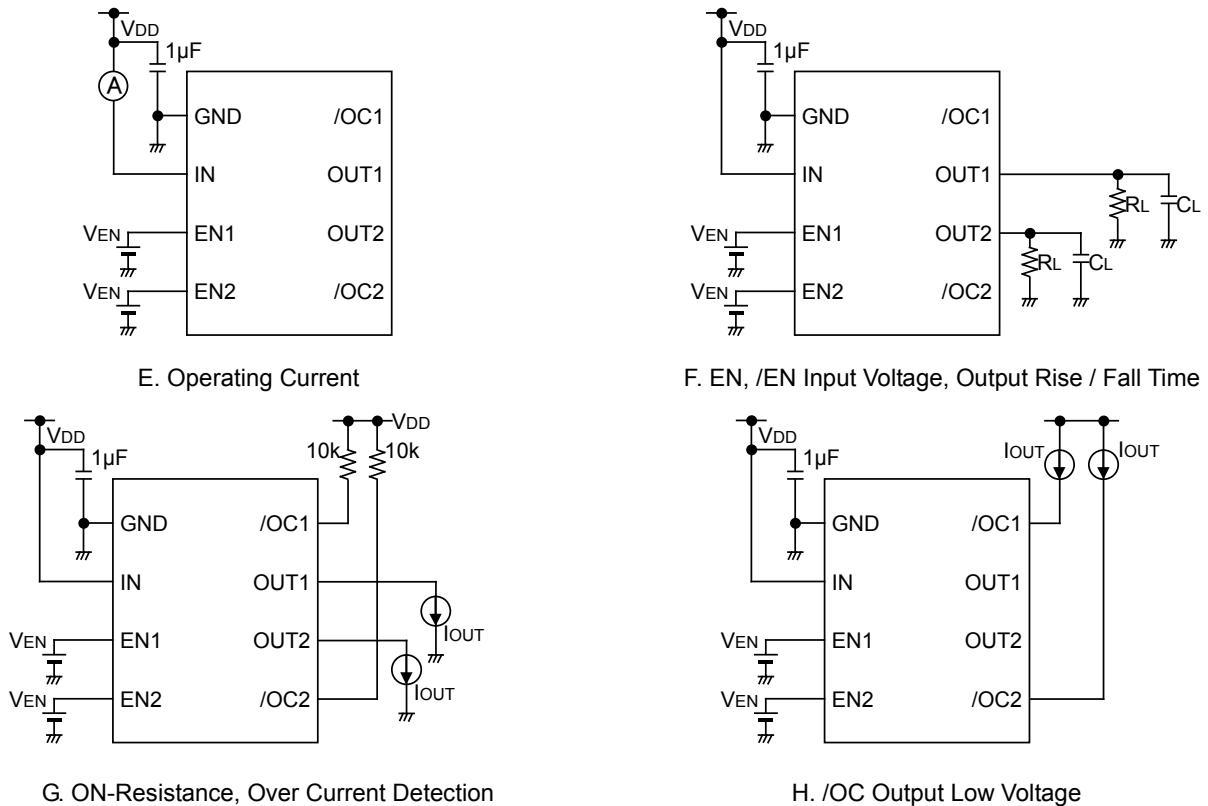 VDD
1µF
A
GND /OC1
IN OUT1
VEN EN1 OUT2
VEN EN2 /OC2
E. Operating Current
VDD
1µF
GND /OC1
IN OUT1
RL CL
VEN EN1 OUT2
RL CL
VEN EN2 /OC2
F. EN, /EN Input Voltage, Output Rise / Fall Time
VDD
VDD
1µF
10k 10k
GND /OC1
IN OUT1
IOUT
VEN EN1 OUT2
IOUT
VEN EN2 /OC2
G. ON-Resistance, Over Current Detection
VDD
1µF
IOUT IOUT
GND /OC1
IN OUT1
VEN EN1 OUT2
VEN EN2 /OC2
H. /OC Output Low Voltage